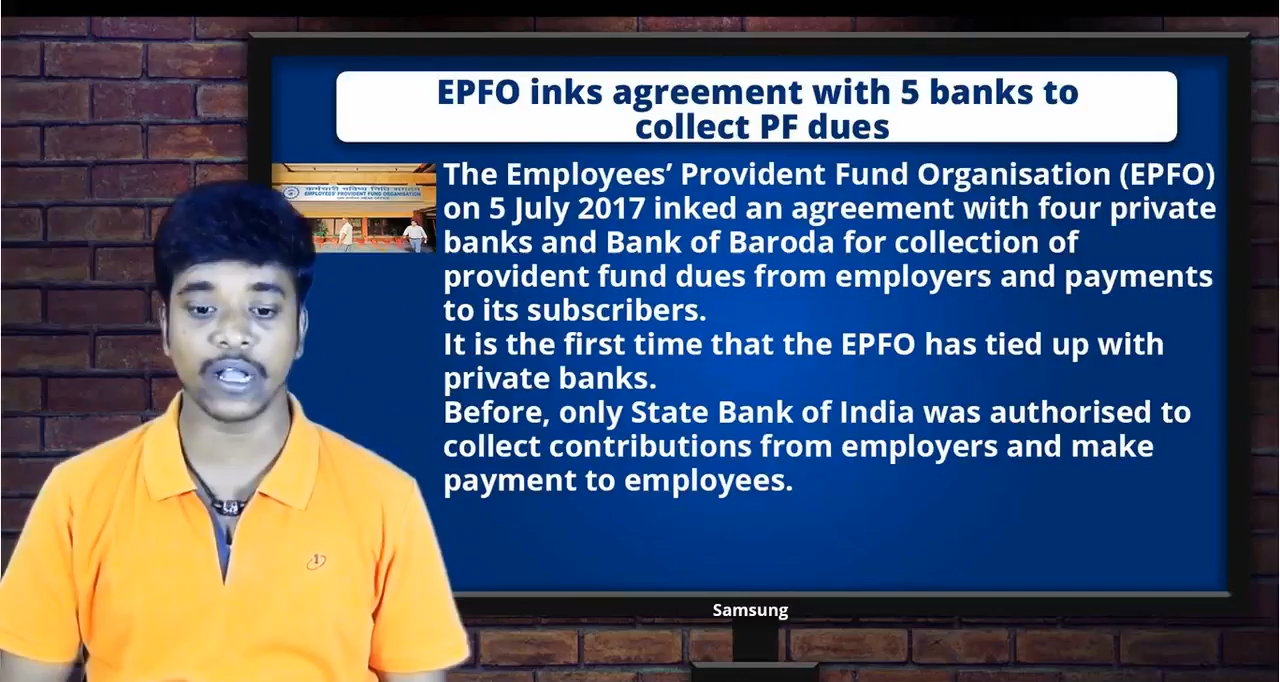 EPFO inks agreement with 5 banks to
collect PF dues
The Employees’ Provident Fund Organisation (EPFO)
on 5 July 2017 inked an agreement with four private
banks and Bank of Baroda for collection of
provident fund dues from employers and payments
to its subscribers.
It is the first time that the EPFO has tied up with
private banks.
Before, only State Bank of India was authorised to
collect contributions from employers and make
payment to employees.
कर्मचारी भविष्य निधि संगठन
EMPLOYEES' PROVIDENT FUND ORGANISATION
Samsung